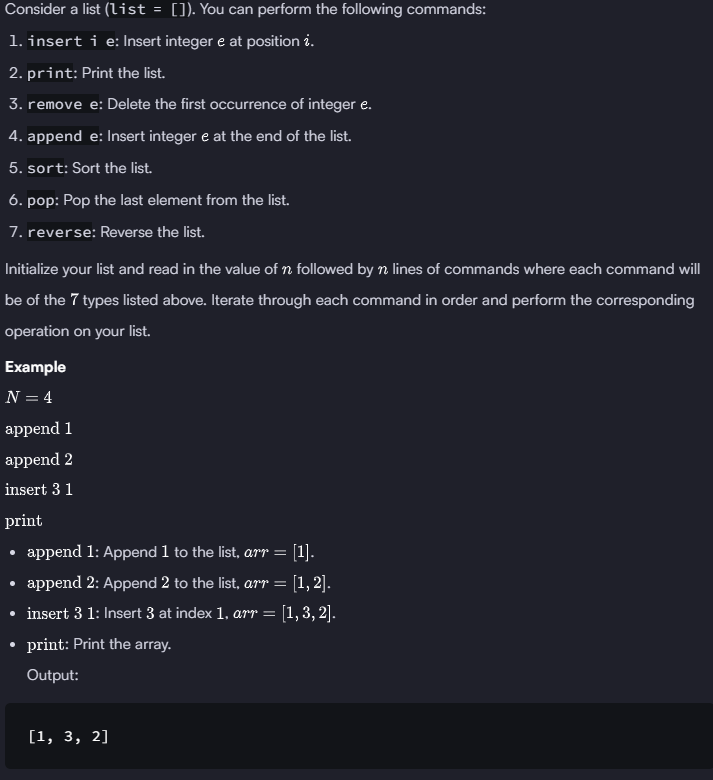 Consider a list (list = []). You can perform the following commands:
1. insert i e: Insert integer e at position i.
2. print: Print the list.
3. remove e: Delete the first occurrence of integer e.
4. append e: Insert integer e at the end of the list.
5. sort: Sort the list.
6. pop: Pop the last element from the list.
7. reverse: Reverse the list.
Initialize your list and read in the value of n followed by n lines of commands where each command will
be of the 7 types listed above. Iterate through each command in order and perform the corresponding
operation on your list.
Example
N = 4
append 1
append 2
insert 3 1
print
• append 1: Append 1 to the list, arr = [1].
• append 2: Append 2 to the list, arr = [1, 2].
• insert 3 1: Insert 3 at index 1, arr = [1, 3, 2].
• print: Print the array.
Output:
[1, 3, 2]